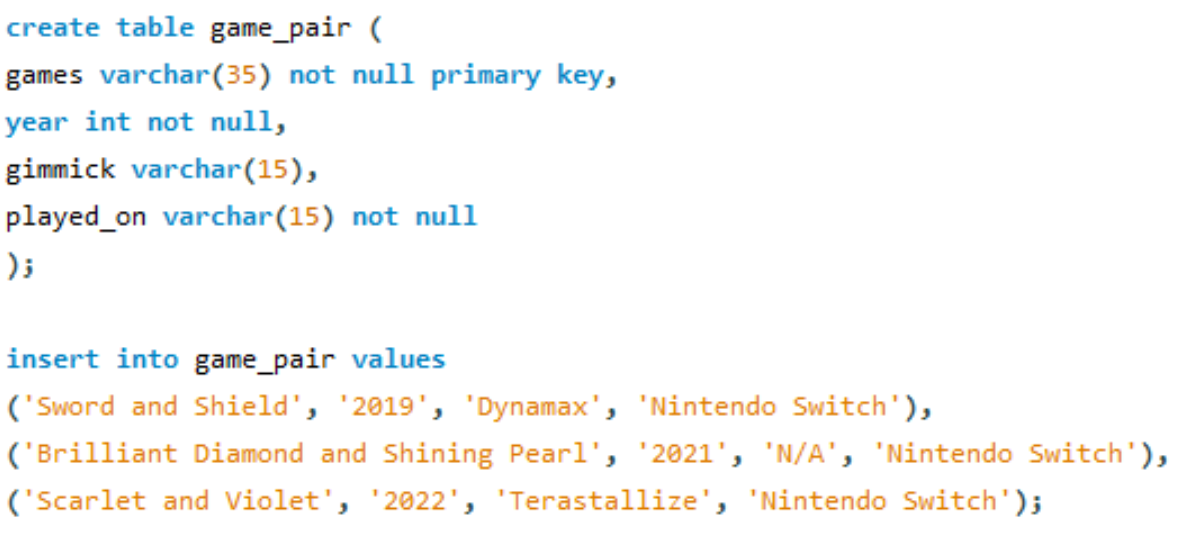 create table game_pair (
games varchar(35) not null primary key,
year int not null,
gimmick varchar(15),
played_on varchar(15) not null
);
insert into game_pair values
('Sword and Shield', '2019', 'Dynamax', 'Nintendo Switch'),
('Brilliant Diamond and Shining Pearl', '2021', 'N/A', 'Nintendo Switch'),
('Scarlet and Violet', '2022', 'Terastallize', 'Nintendo Switch');